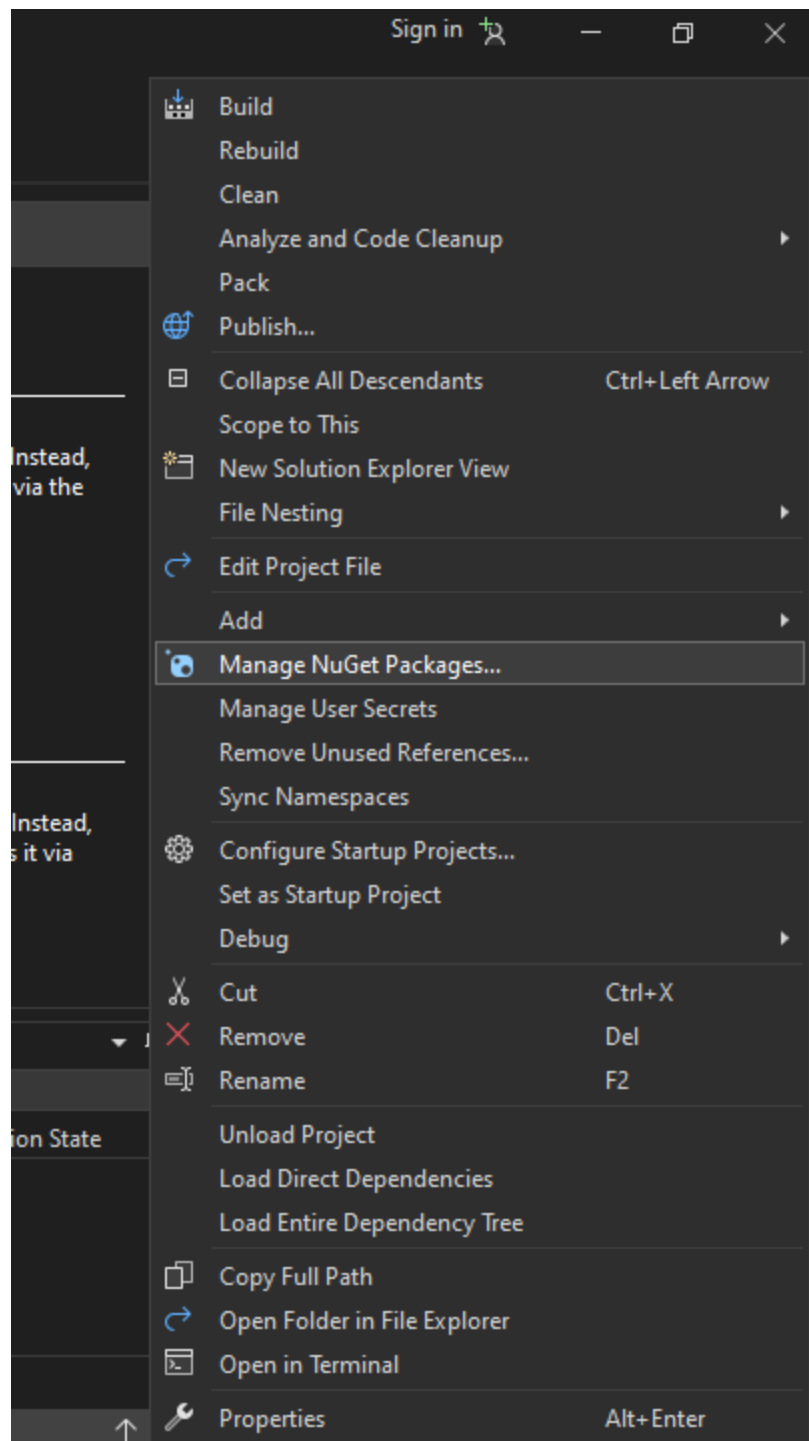 Sign in
Build
Rebuild
Clean
Analyze and Code Cleanup
Pack
Publish...
Collapse All Descendants Ctrl+Left Arrow
Scope to This
Instead,
New Solution Explorer View
via the
File Nesting
Edit Project File
Add
Manage NuGet Packages...
Manage User Secrets
Remove Unused References...
Sync Namespaces
Instead,
Configure Startup Projects...
it via
Set as Startup Project
Debug
Cut Ctrl+X
Remove Del
Rename F2
Unload Project
ion State
Load Direct Dependencies
Load Entire Dependency Tree
Copy Full Path
Open Folder in File Explorer
Open in Terminal
Properties Alt+Enter